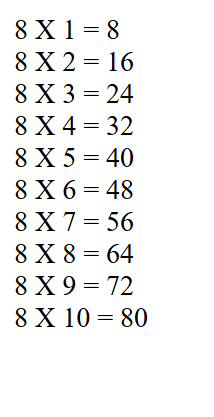 8 X 1 = 8
8 X 2 = 16
8 X 3 = 24
8 X 4 = 32
8 X 5 = 40
8 X 6 = 48
8 X 7 = 56
8 X 8 = 64
8 X 9 = 72
8 X 10 = 80